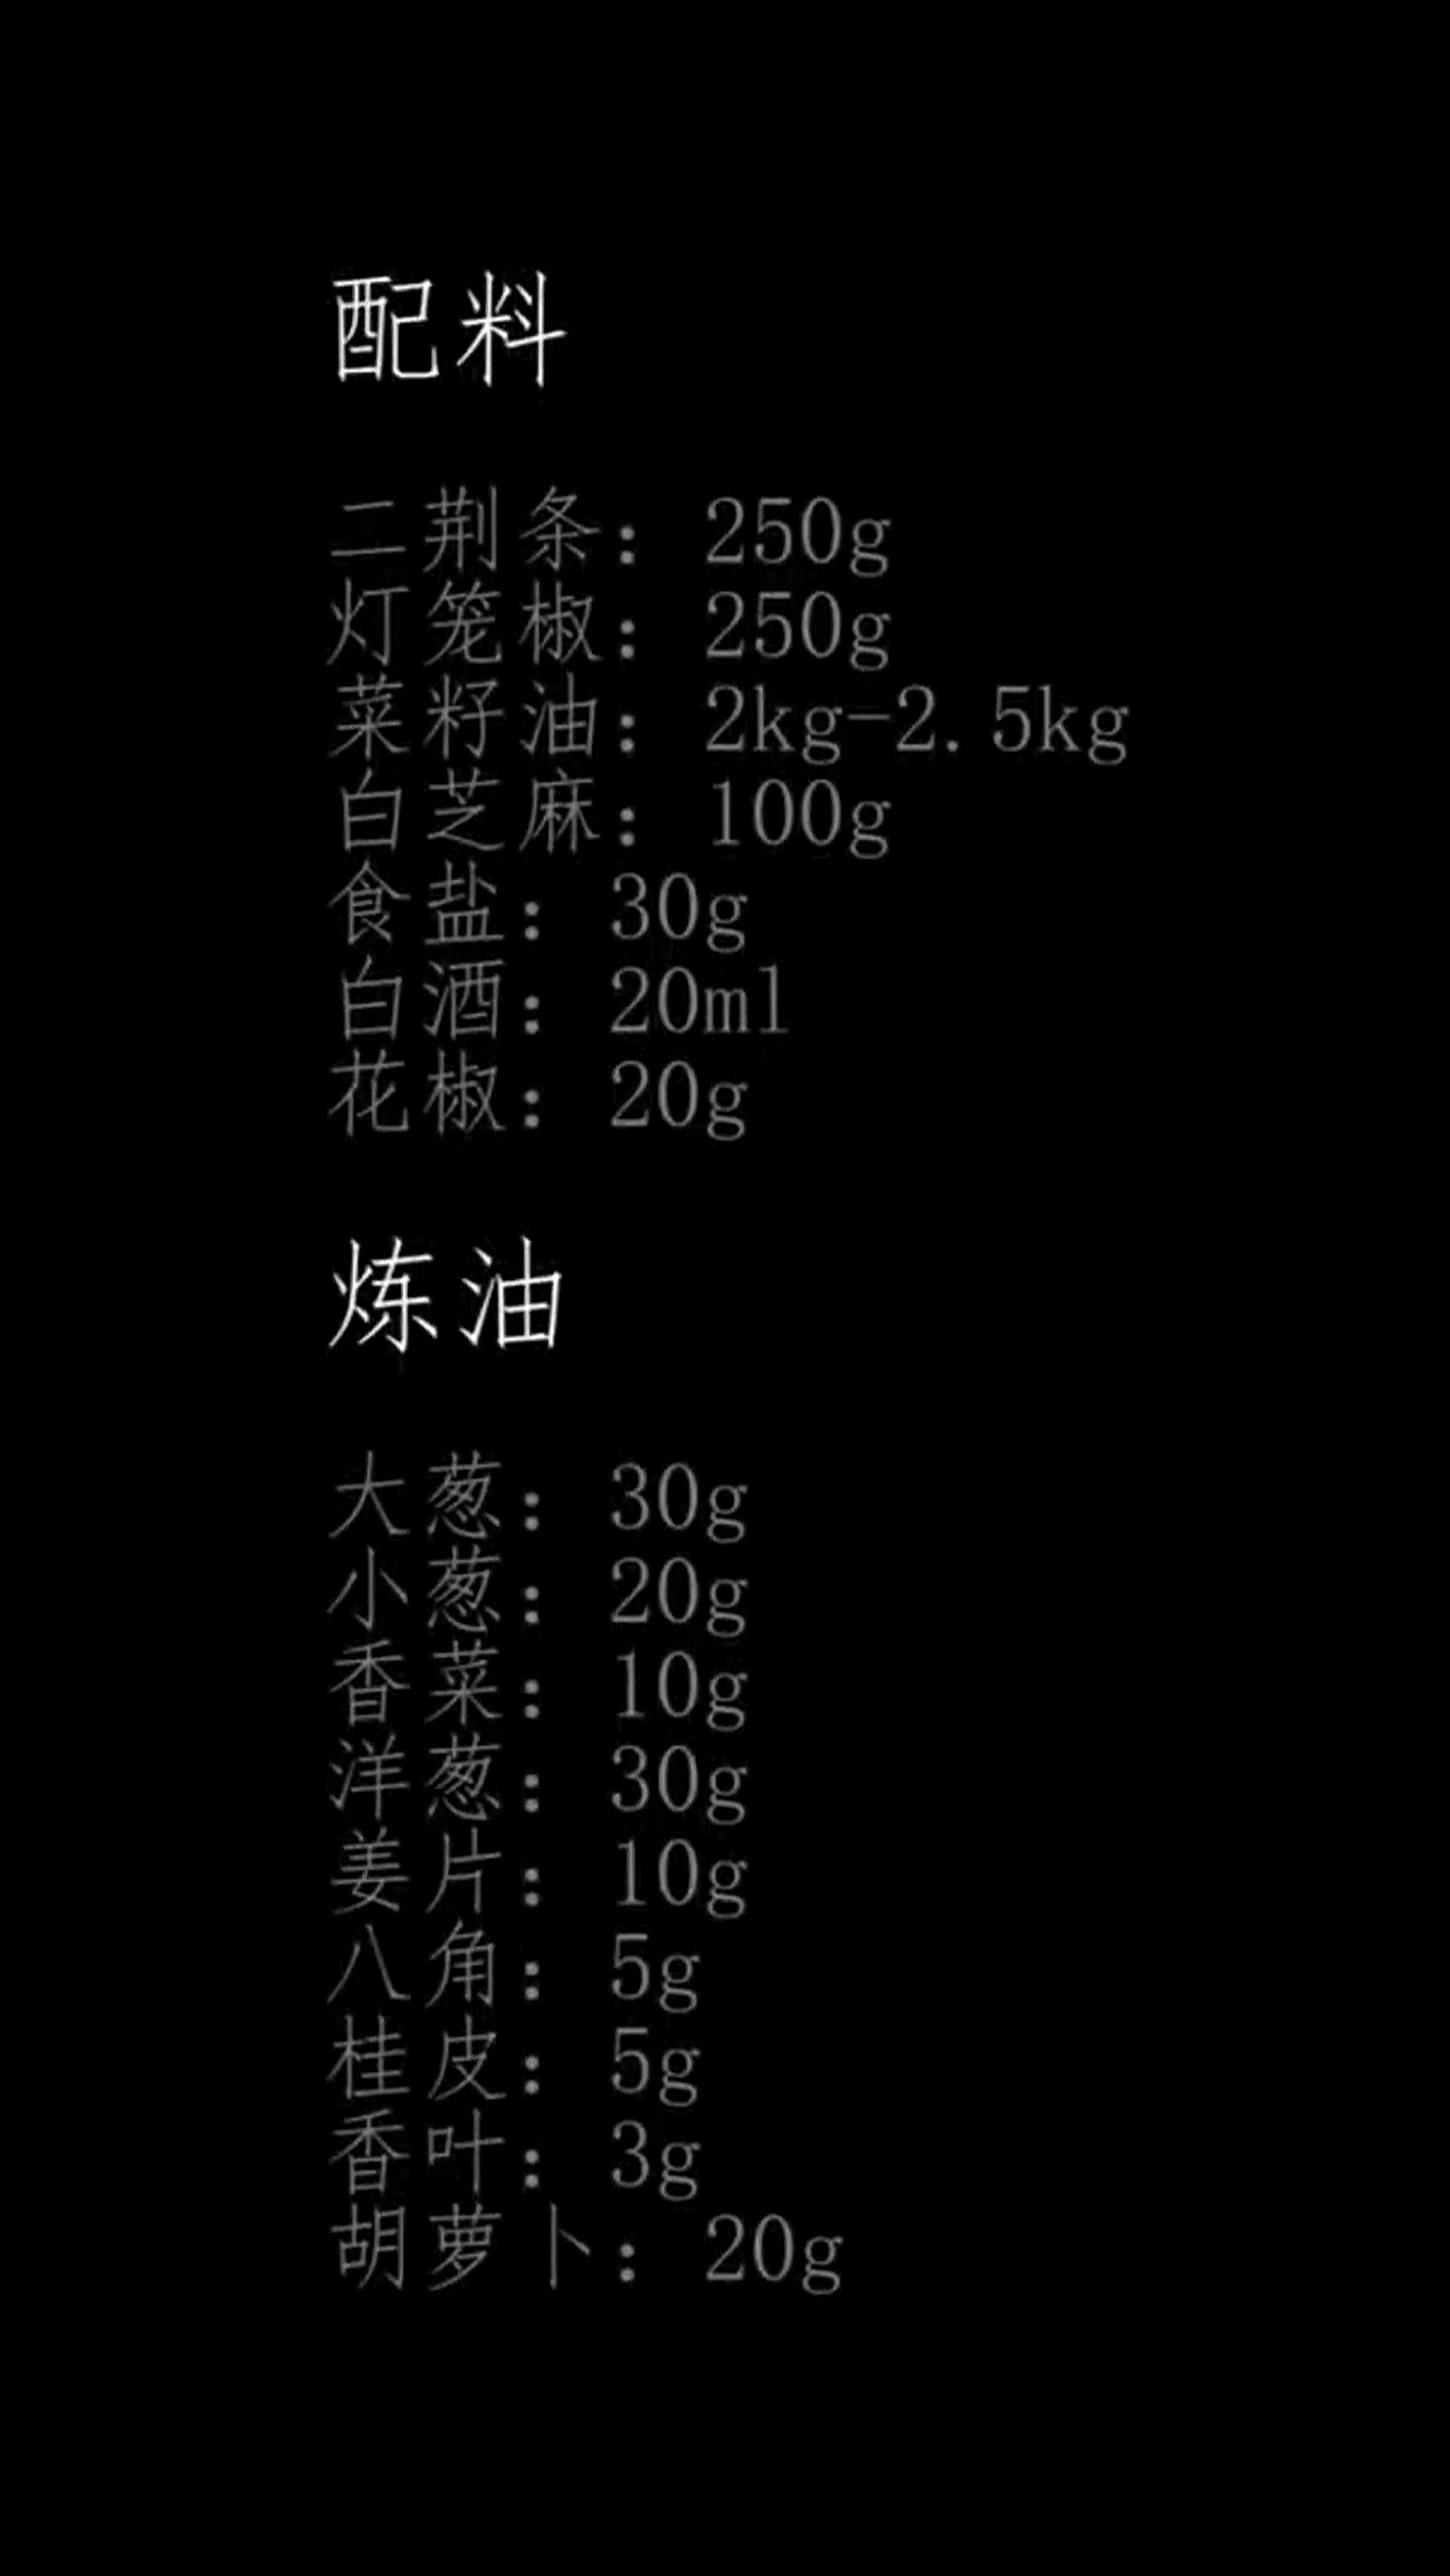 配料
二荆条：250g
灯笼椒：250g
菜籽油：2kg-2.5kg
白芝麻：100g
食盐：30g
白酒：20ml
花椒：20g
炼油
大葱：30g
小葱：20g
香菜：10g
洋葱：30g
姜片：10g
八角：5g
桂皮：5g
香叶：3g
胡萝卜：20g